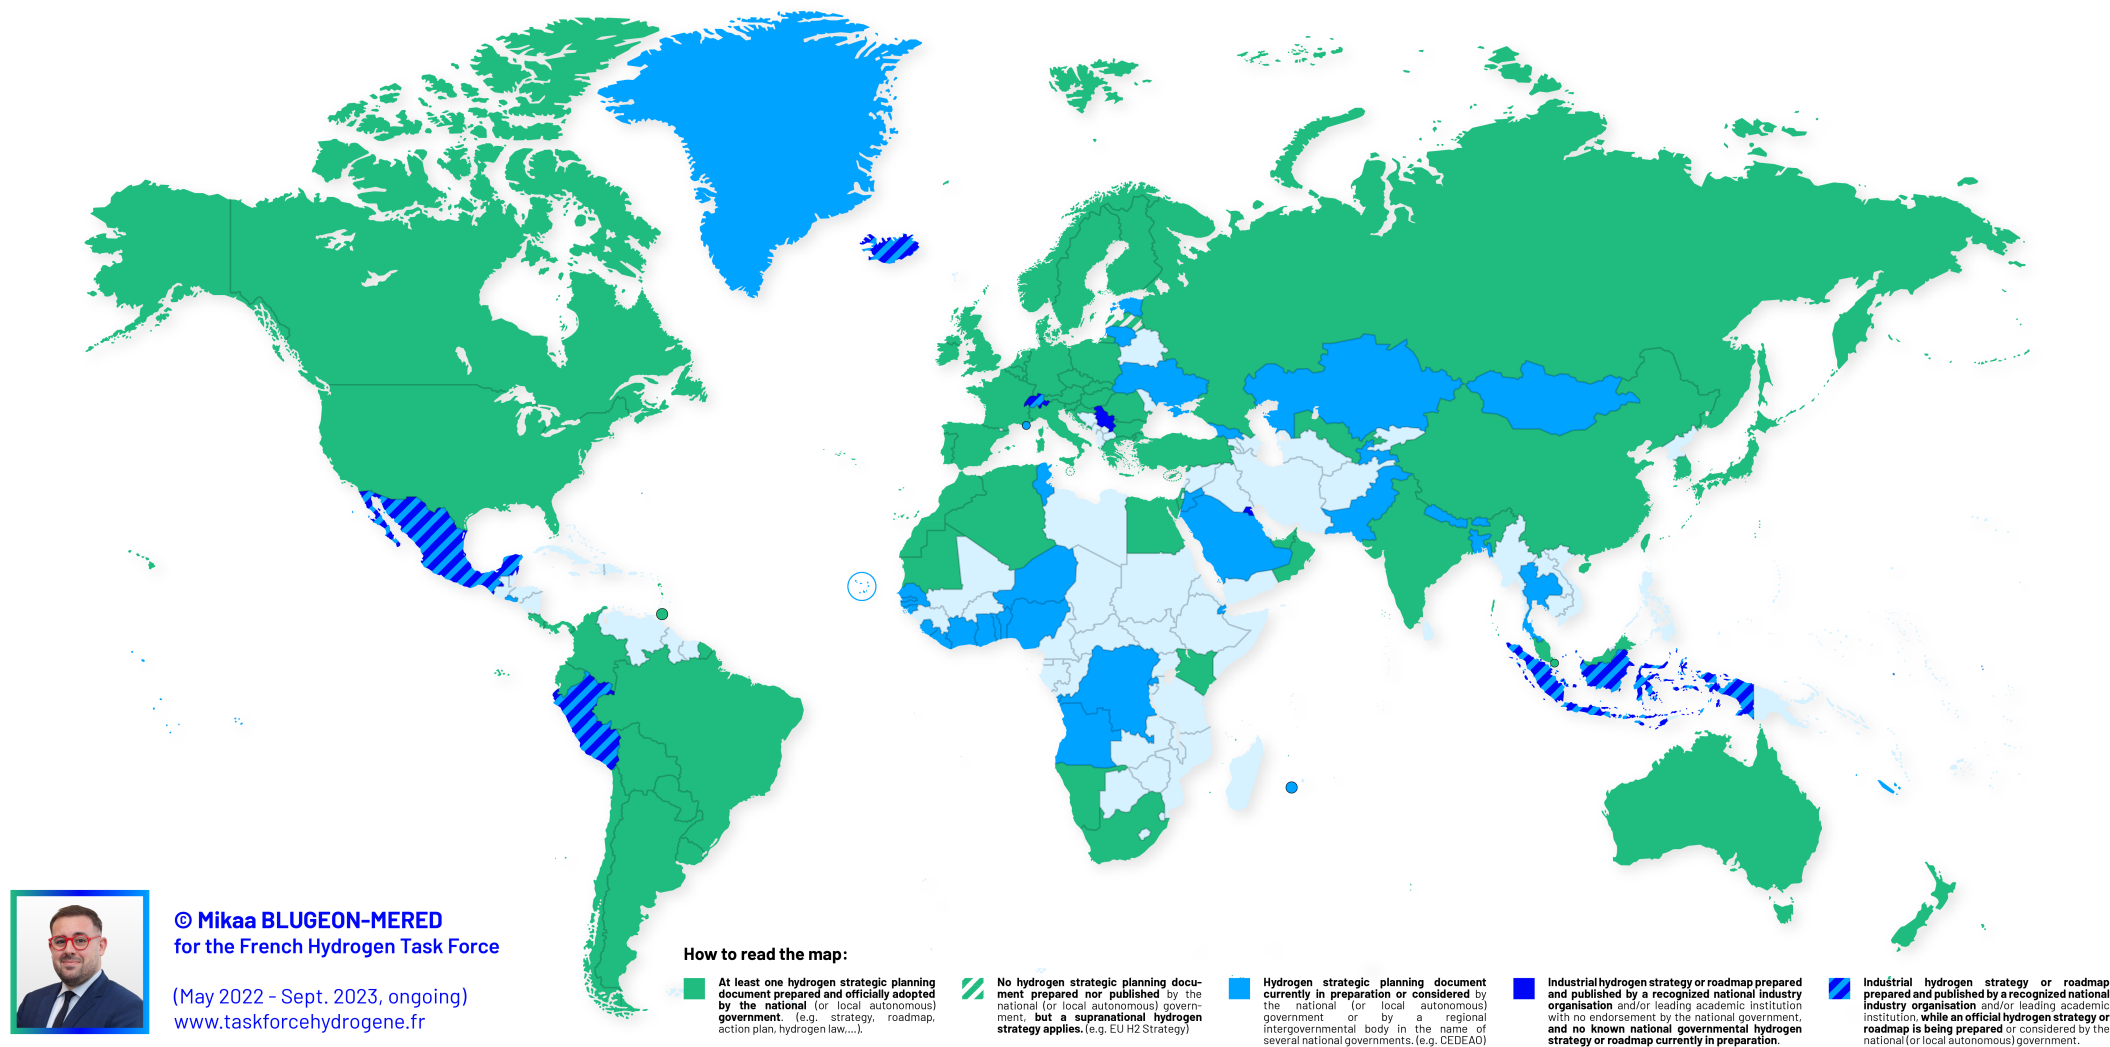 © Mikaa BLUGEON-MERED
for the French Hydrogen Task Force
(May 2022 - Sept. 2023, ongoing)
www.taskforcehydrogene.fr
How to read the map:
At least one hydrogen strategic planning
document prepared and officially adopted
by the national (or local autonomous)
government. (e.g. strategy, roadmap,
action plan, hydrogen law,...).
No hydrogen strategic planning docu-
ment prepared nor published by the
national (or local autonomous) govern-
ment, but a supranational hydrogen
strategy applies. (e.g. EU H2 Strategy)
Hydrogen strategic planning document
currently in preparation or considered by
the national (or local autonomous)
government or by a regional
intergovernmental body in the name of
several national governments. (e.g. CEDEAO)
Industrial hydrogen strategy or roadmap prepared
and published by a recognized national industry
organisation and/or leading academic institution
with no endorsement by the national government,
and no known national governmental hydrogen
strategy or roadmap currently in preparation.
Industrial hydrogen strategy or roadmap
prepared and published by a recognized national
industry organisation and/or leading academic
institution, while an official hydrogen strategy or
roadmap is being prepared or considered by the
national (or local autonomous) government.